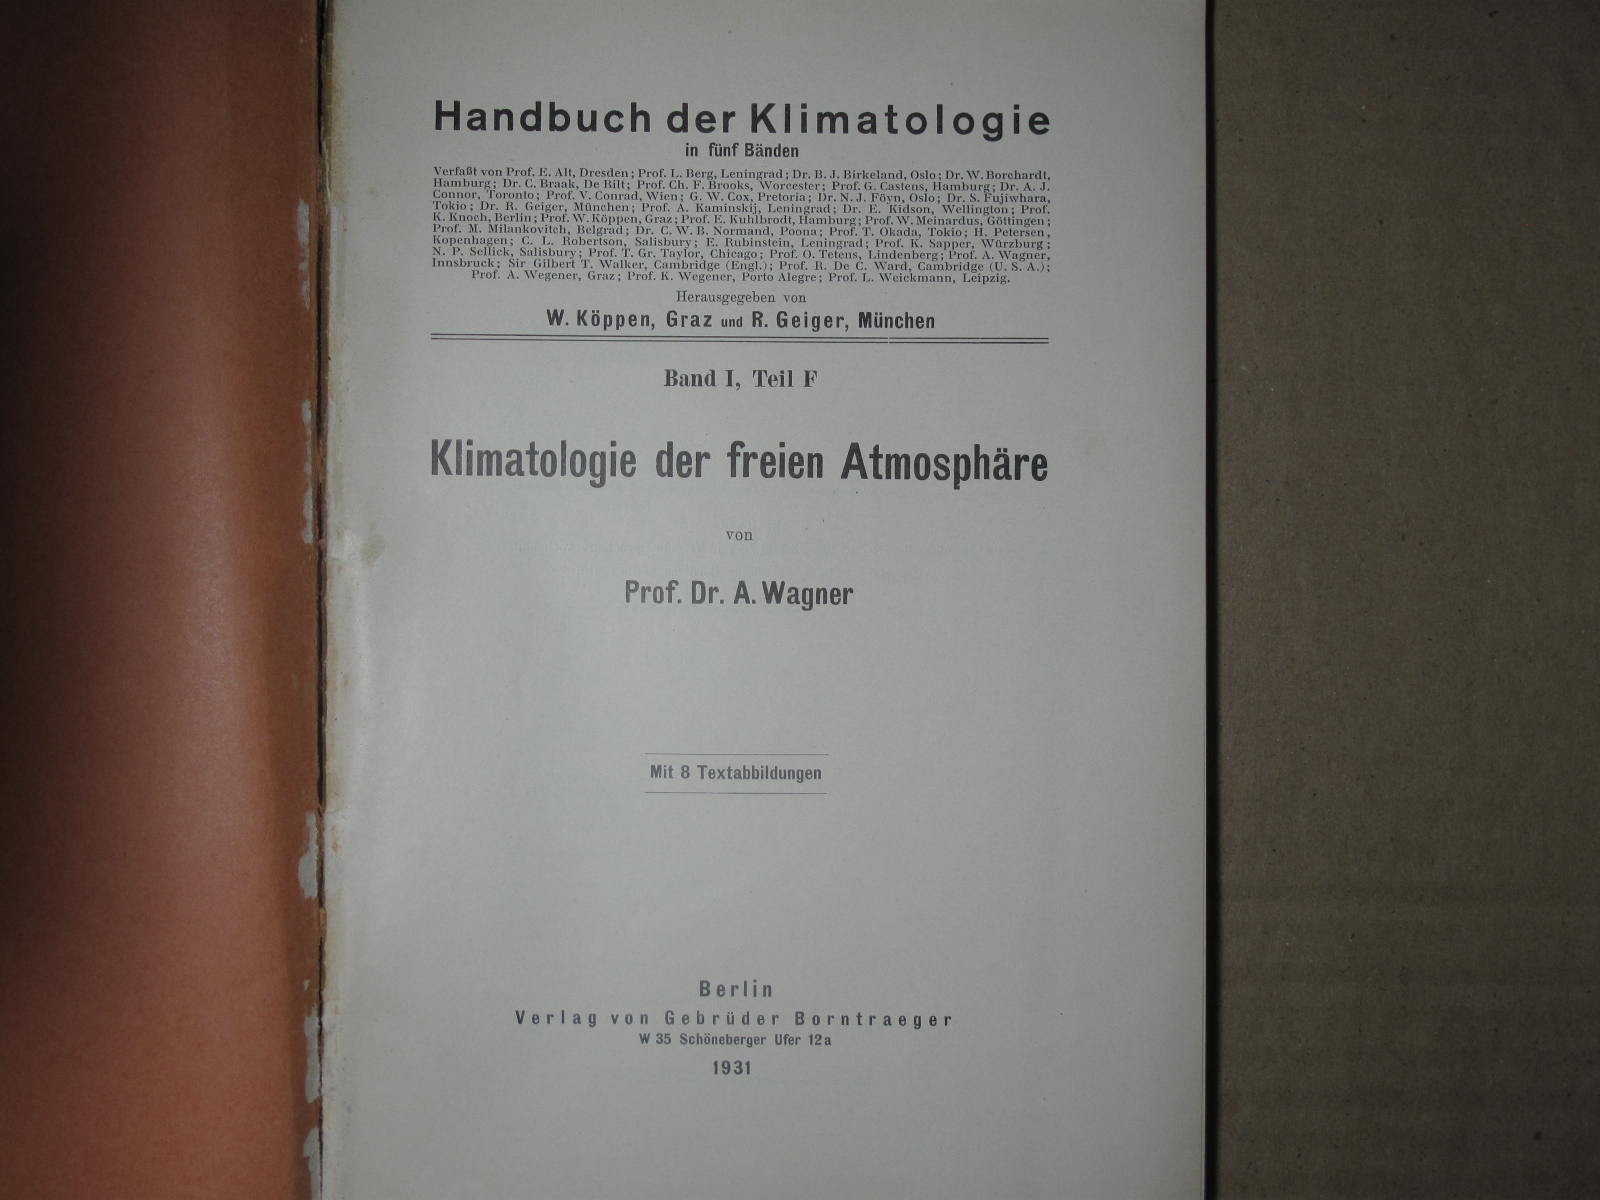 Handbuch der Klimatologie
in fünf Bänden
Verfaßt von Prof. E. Alt, Dresden; Prof. L. Berg, Leningrad; Dr. B. J. Birkeland, Oslo; Dr. W. Borchardt,
Hamburg; Dr. C. Braak, De Bilt; Prof. Ch. F. Brooks, Worcester; Prof. G. Castens, Hamburg; Dr. A. J.
Connor, Toronto; Prof. V. Conrad, Wien; G. W. Cox, Pretoria; Dr. N. J. Föyn, Oslo; Dr. S. Fujiwhara,
Tokio; Dr. R. Geiger, München; Prof. A. Kaminskij, Leningrad; Dr. E. Kidson, Wellington; Prof.
K. Knoch, Berlin; Prof. W. Köppen, Graz; Prof. E. Kuhlbrodt, Hamburg; Prof. W. Meinardus, Göttingen;
Prof. M. Milankovitch, Belgrad; Dr. C. W. B. Normand, Poona; Prof. T. Okada, Tokio; H. Petersen,
Kopenhagen; C. L. Robertson, Salisbury; E. Rubinstein, Leningrad; Prof. K. Sapper, Würzburg;
N. P. Sellick, Salisbury; Prof. T. Gr. Taylor, Chicago; Prof. O. Tetens, Lindenberg; Prof. A. Wagner,
Innsbruck; Sir Gilbert T. Walker, Cambridge (Engl.); Prof. R. De C. Ward, Cambridge (U. S. A.);
Prof. A. Wegener, Graz; Prof. K. Wegener, Porto Alegre; Prof. L. Weickmann, Leipzig.
Herausgegeben von
W. Köppen, Graz und R. Geiger, München
Band I, Teil F
Klimatologie der freien Atmosphäre
von
Prof. Dr. A. Wagner
Mit 8 Textabbildungen
Berlin
Verlag von Gebrüder Borntraeger
W 35 Schöneberger Ufer 12a
1931